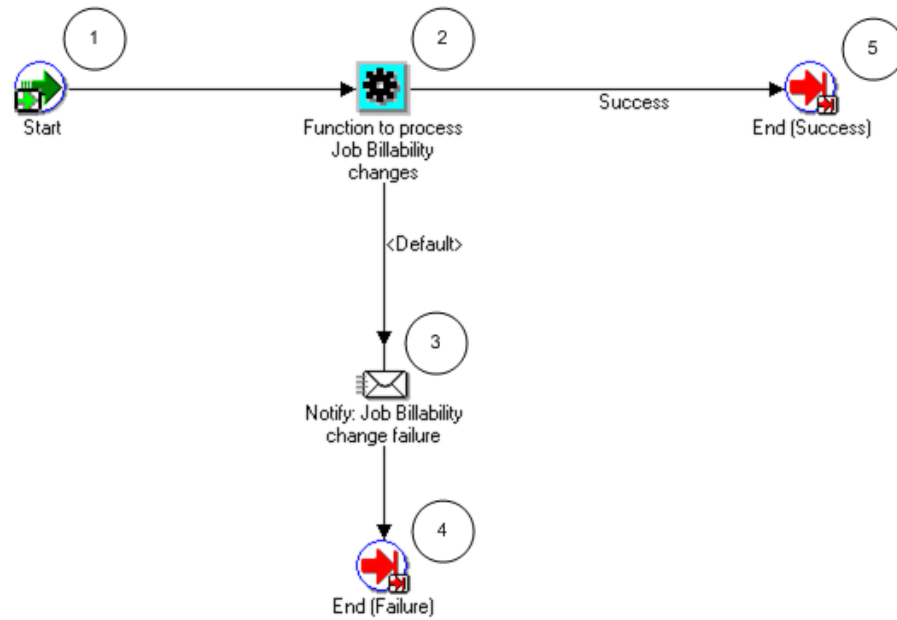 1
2
5
Start
Function to process
Job Billability
changes
Success
End (Success)
<Default>
3
Notify: Job Billability
change failure
4
End (Failure)